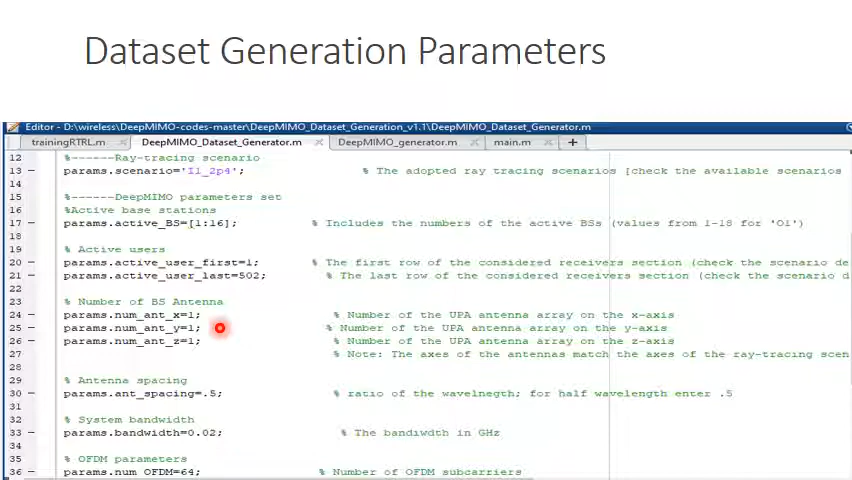 Dataset Generation Parameters
Editor - D:\wireless\DeepMIMO-codes-master\DeepMIMO_Dataset_Generation_v1.1\DeepMIMO_Dataset_Generator.m
trainingRTRL.m × DeepMIMO_Dataset_Generator.m × DeepMIMO_generator.m × main.m × +
12 %------Ray-tracing scenario
13 – params.scenario='I1_2p4'; % The adopted ray tracing scenarios [check the available scenarios
14
15 %------DeepMIMO parameters set
16 %Active base stations
17 – params.active_BS=[1:16]; % Includes the numbers of the active BSs (values from 1-18 for 'O1')
18
19 % Active users
20 – params.active_user_first=1; % The first row of the considered receivers section (check the scenario de
21 – params.active_user_last=502; % The last row of the considered receivers section (check the scenario d
22
23 % Number of BS Antenna
24 – params.num_ant_x=1; % Number of the UPA antenna array on the x-axis
25 – params.num_ant_y=1; % Number of the UPA antenna array on the y-axis
26 – params.num_ant_z=1; % Number of the UPA antenna array on the z-axis
27 % Note: The axes of the antennas match the axes of the ray-tracing scen
28
29 % Antenna spacing
30 – params.ant_spacing=.5; % ratio of the wavelnegth; for half wavelength enter .5
31
32 % System bandwidth
33 – params.bandwidth=0.02; % The bandiwdth in GHz
34
35 % OFDM parameters
36 – params.num_OFDM=64; % Number of OFDM subcarriers